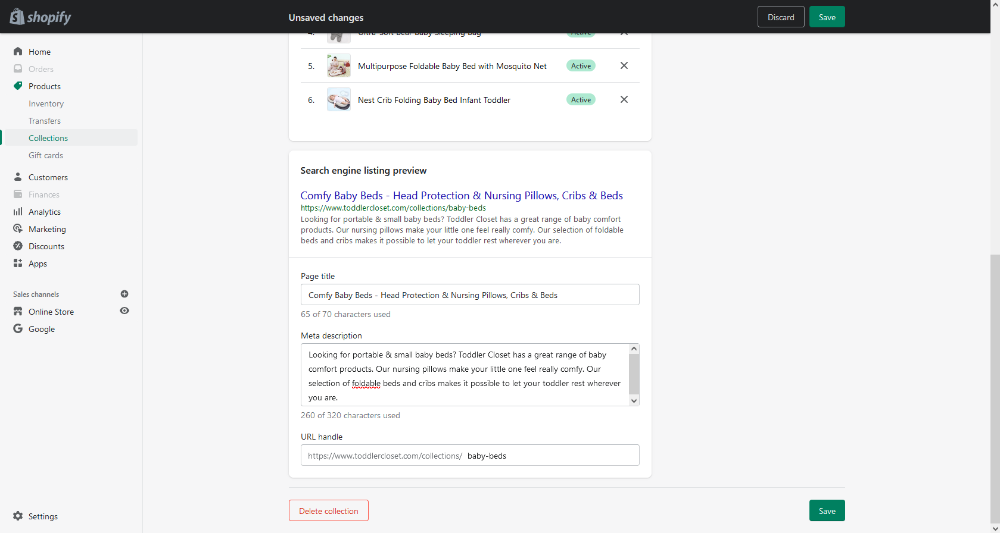 shopify
Unsaved changes
Discard
Save
Home
Orders
Products
Inventory
Transfers
Collections
Gift cards
Customers
Finances
Analytics
Marketing
Discounts
Apps
Sales channels
Online Store
Google
Settings
4. Ultra-Soft Bear Baby Sleeping Bag Active
5. Multipurpose Foldable Baby Bed with Mosquito Net Active
6. Nest Crib Folding Baby Bed Infant Toddler Active
Search engine listing preview
Comfy Baby Beds - Head Protection & Nursing Pillows, Cribs & Beds
https://www.toddlercloset.com/collections/baby-beds
Looking for portable & small baby beds? Toddler Closet has a great range of baby comfort
products. Our nursing pillows make your little one feel really comfy. Our selection of foldable
beds and cribs makes it possible to let your toddler rest wherever you are.
Page title
Comfy Baby Beds - Head Protection & Nursing Pillows, Cribs & Beds
65 of 70 characters used
Meta description
Looking for portable & small baby beds? Toddler Closet has a great range of baby
comfort products. Our nursing pillows make your little one feel really comfy. Our
selection of foldable beds and cribs makes it possible to let your toddler rest wherever
you are.
260 of 320 characters used
URL handle
https://www.toddlercloset.com/collections/ baby-beds
Delete collection
Save